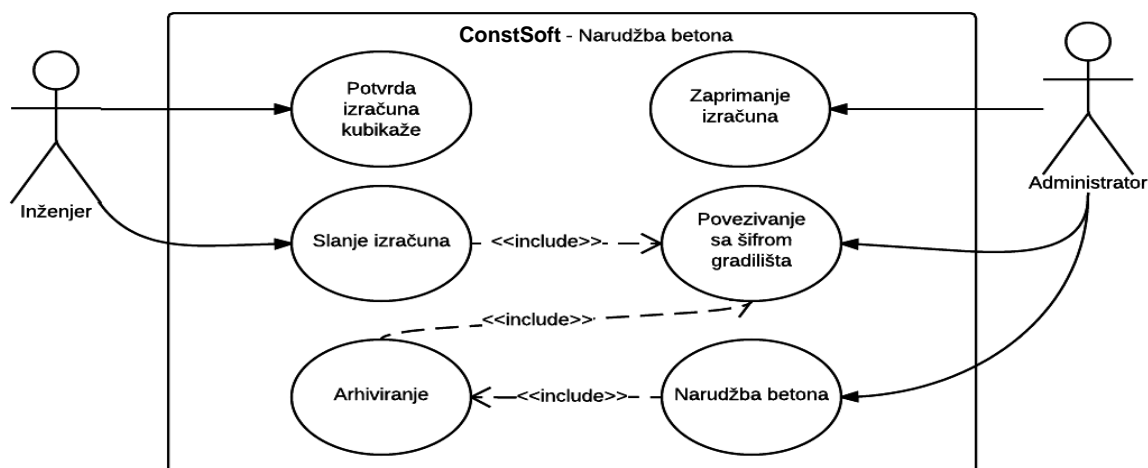 ConstSoft - Narudžba betona
Potvrda
izračuna
kubikaže
Zaprimanje
izračuna
Inženjer
Administrator
Slanje izračuna
<<include>>
Povezivanje
sa šifrom
gradilišta
<<include>>
Arhiviranje
<<include>>
Narudžba betona